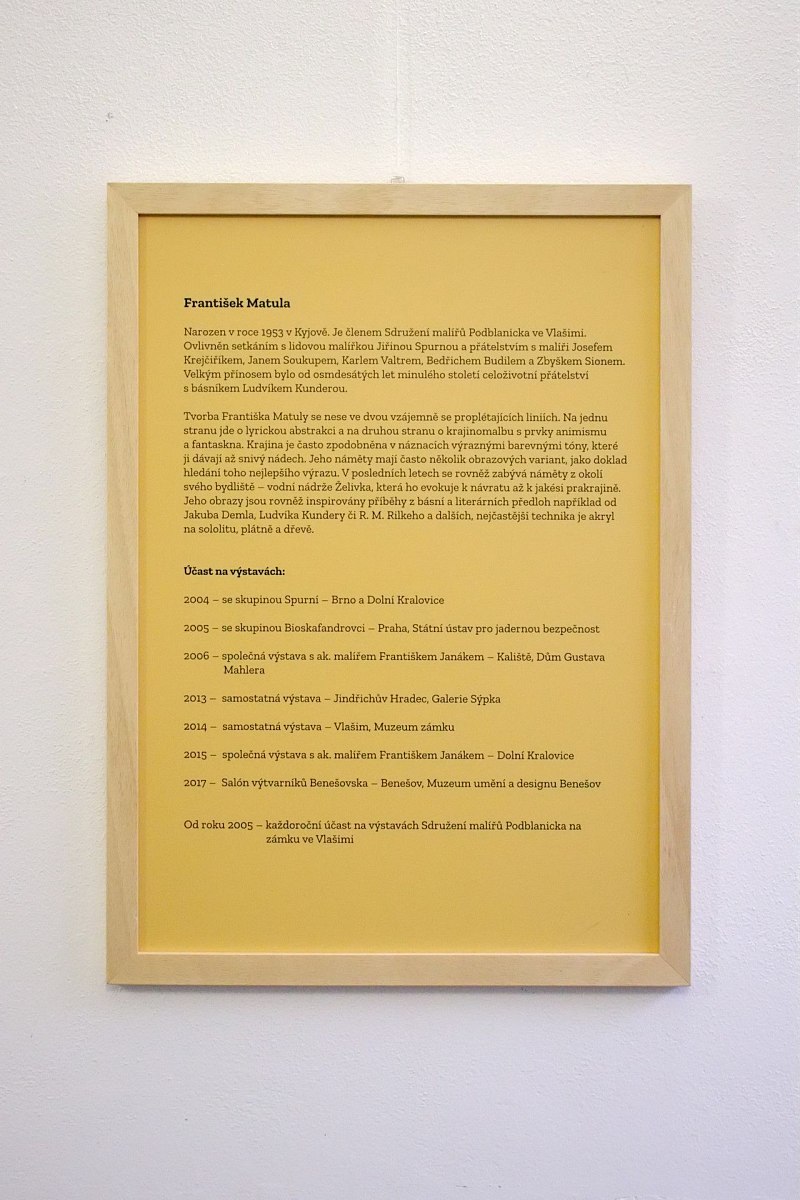 František Matula
Narozen v roce 1953 v Kyjově. Je členem Sdružení malířů Podblanicka ve Vlašimi.
Ovlivněn setkáním s lidovou malířkou Jiřinou Spurnou a přátelstvím s malíři Josefem
Krejčiříkem, Janem Soukupem, Karlem Valtrem, Bedřichem Budilem a Zbyškem Sionem.
Velkým přínosem bylo od osmdesátých let minulého století celoživotní přátelství
s básníkem Ludvíkem Kunderou.
Tvorba Františka Matuly se nese ve dvou vzájemně se proplétajících liniích. Na jednu
stranu jde o lyrickou abstrakci a na druhou stranu o krajinomalbu s prvky animismu
a fantaskna. Krajina je často zpodobněna v náznacích výraznými barevnými tóny, které
jí dávají až snivý nádech. Jeho náměty mají často několik obrazových variant, jako doklad
hledání toho nejlepšího výrazu. V posledních letech se rovněž zabývá náměty z okolí
svého bydliště – vodní nádrže Želivka, která ho evokuje k návratu až k jakési prakrajině.
Jeho obrazy jsou rovněž inspirovány příběhy z básní a literárních předloh například od
Jakuba Demla, Ludvíka Kundery či R. M. Rilkeho a dalších, nejčastější technika je akryl
na sololitu, plátně a dřevě.
Účast na výstavách:
2004 – se skupinou Spurní – Brno a Dolní Kralovice
2005 – se skupinou Bioskafandrovci – Praha, Státní ústav pro jadernou bezpečnost
2006 – společná výstava s ak. malířem Františkem Janákem – Kaliště, Dům Gustava
Mahlera
2013 – samostatná výstava – Jindřichův Hradec, Galerie Sýpka
2014 – samostatná výstava – Vlašim, Muzeum zámku
2015 – společná výstava s ak. malířem Františkem Janákem – Dolní Kralovice
2017 – Salón výtvarníků Benešovska – Benešov, Muzeum umění a designu Benešov
Od roku 2005 – každoroční účast na výstavách Sdružení malířů Podblanicka na
zámku ve Vlašimi